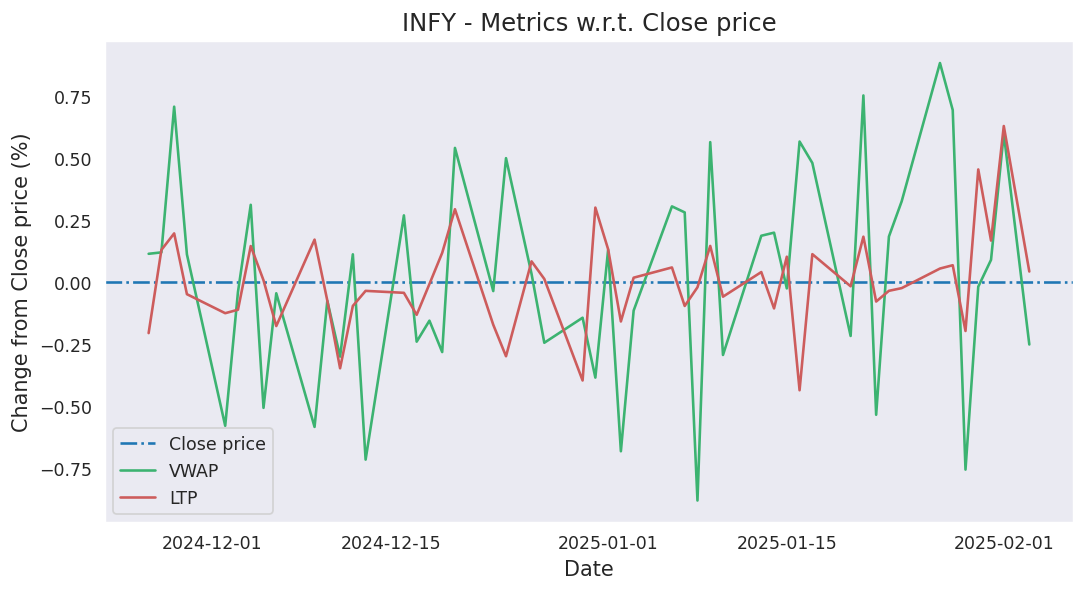 INFY - Metrics w.r.t. Close price
Change from Close price (%)
0.75
0.50
0.25
0.00
−0.25
−0.50
−0.75
Close price
VWAP
LTP
2024-12-01 2024-12-15 2025-01-01 2025-01-15 2025-02-01
Date